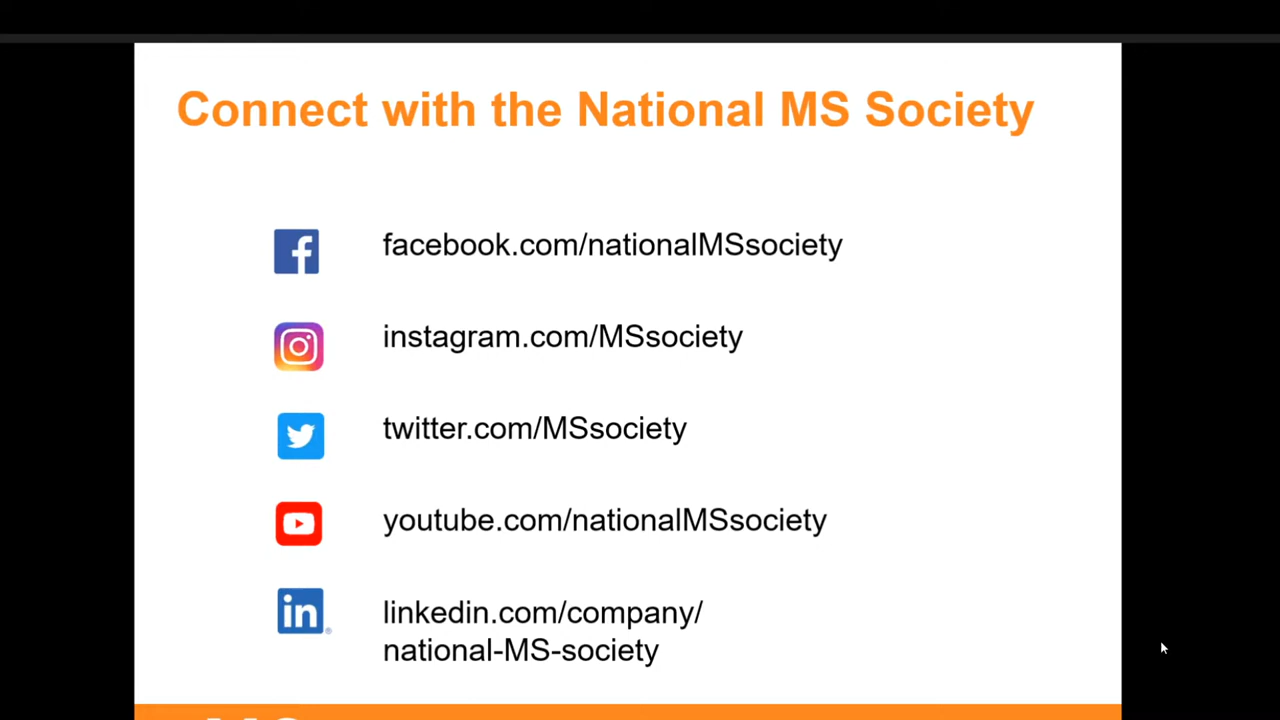 Connect with the National MS Society
facebook.com/nationalMSsociety
instagram.com/MSsociety
twitter.com/MSsociety
youtube.com/nationalMSsociety
in
linkedin.com/company/
national-MS-society